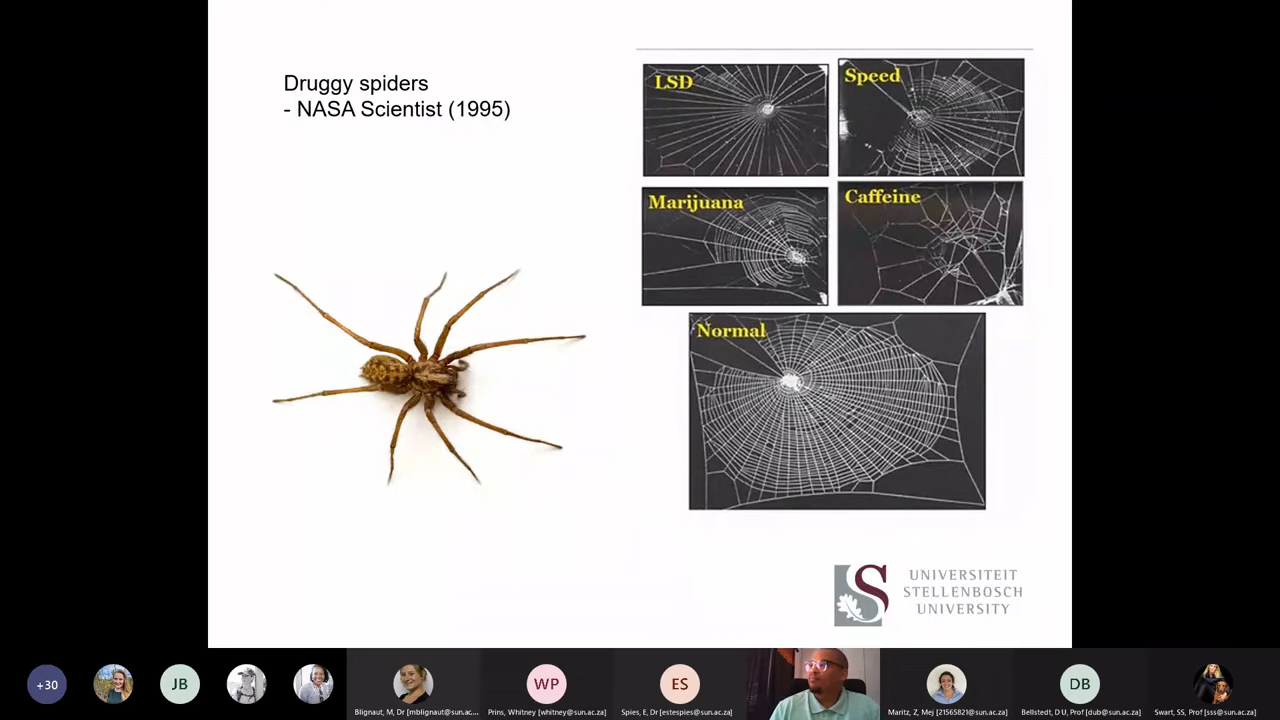 Druggy spiders
- NASA Scientist (1995)
LSD
Speed
Marijuana
Caffeine
Normal
S
UNIVERSITEIT
STELLENBOSCH
UNIVERSITY
+30
JB
WP
ES
DB
Blignaut, M, Dr [mblignaut@sun.ac....
Prins, Whitney [whitney@sun.ac.za]
Spies, E, Dr [estespies@sun.ac.za]
Maritz, Z, Mej [21565821@sun.ac.za]
Bellstedt, D U, Prof [dub@sun.ac.za]
Swart, SS, Prof [sss@sun.ac.za]